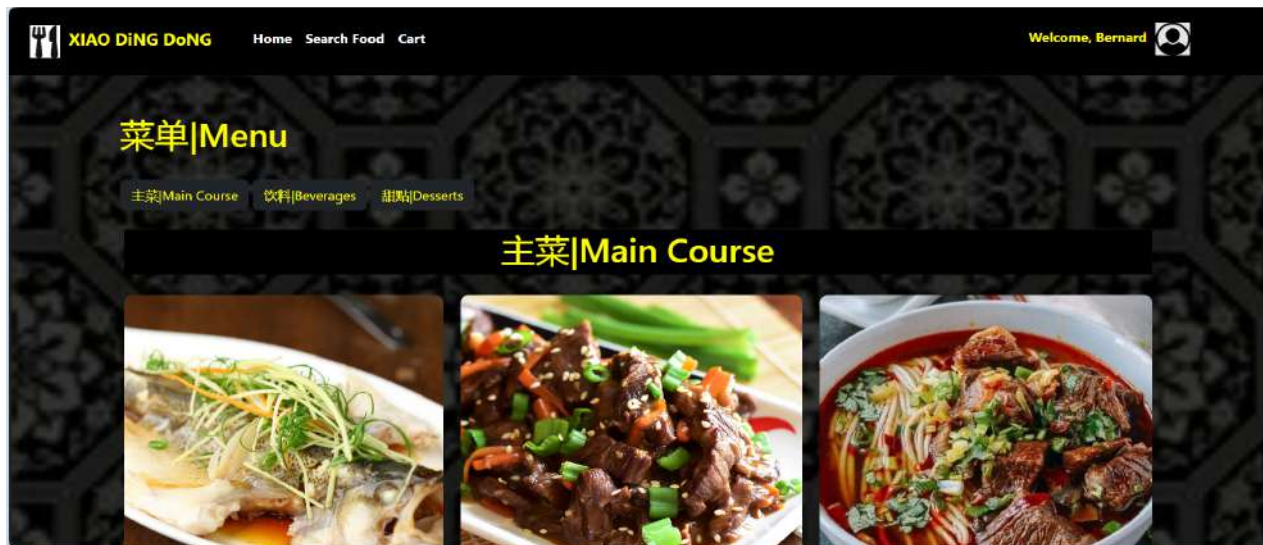 XIAO DiNG DoNG Home Search Food Cart Welcome, Bernard
菜单|Menu
主菜|Main Course 饮料|Beverages 甜點|Desserts
主菜|Main Course